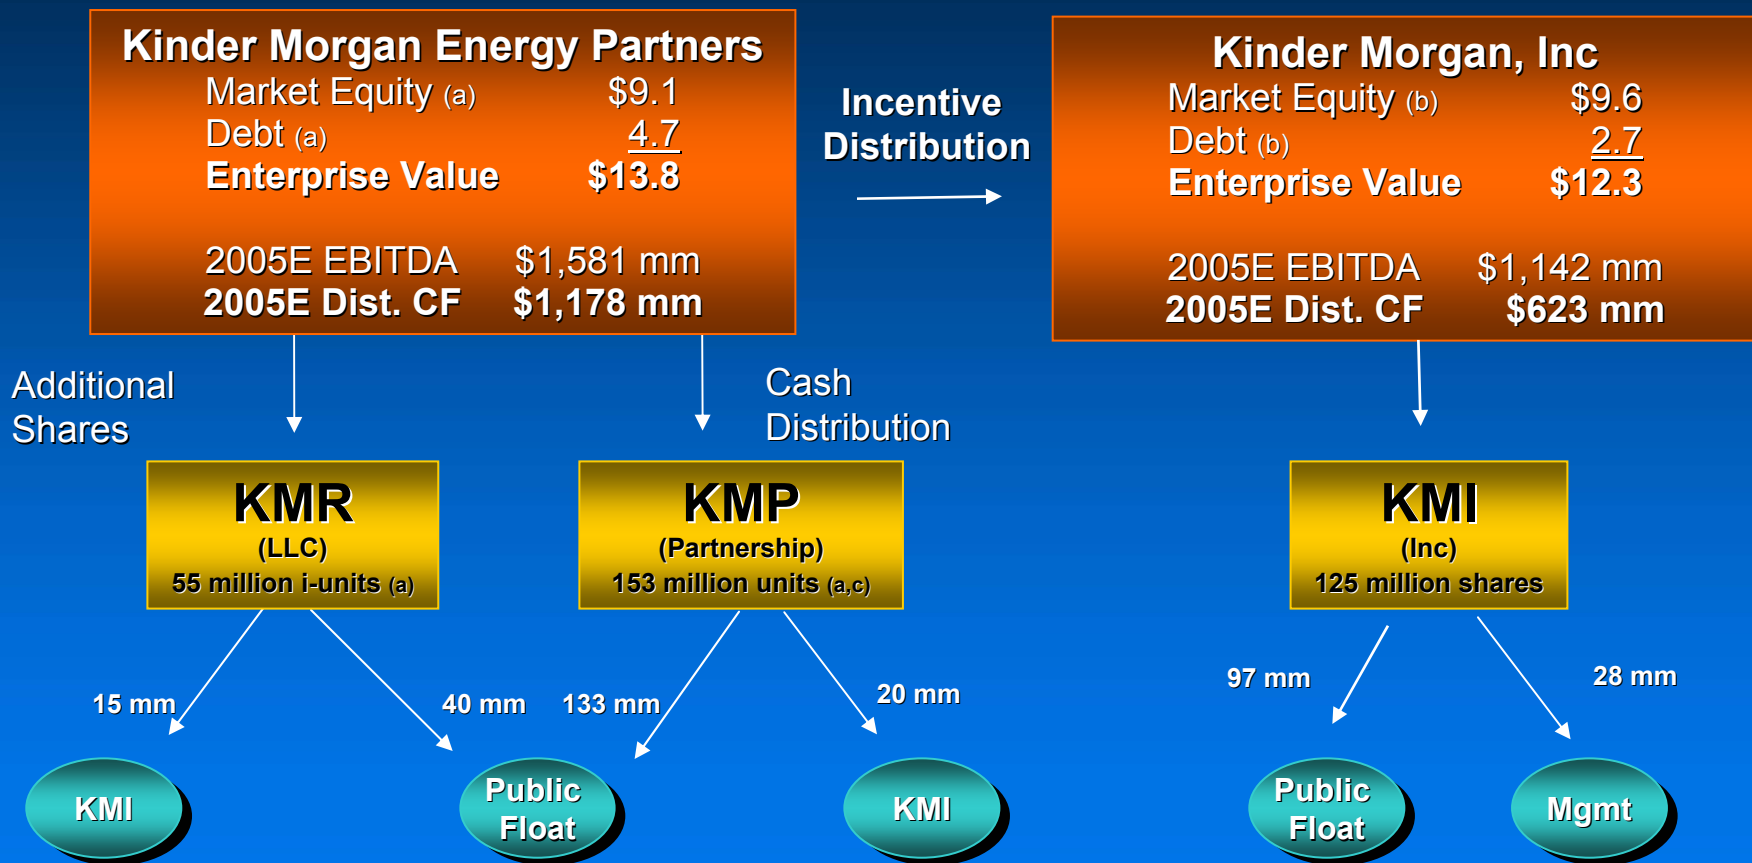 Kinder Morgan Energy Partners
Market Equity (a) $9.1
Debt (a) 4.7
Enterprise Value $13.8
2005E EBITDA $1,581 mm
2005E Dist. CF $1,178 mm
Incentive
Distribution
Kinder Morgan, Inc
Market Equity (b) $9.6
Debt (b) 2.7
Enterprise Value $12.3
2005E EBITDA $1,142 mm
2005E Dist. CF $623 mm
Additional
Shares
Cash
Distribution
KMR
(LLC)
55 million i-units (a)
KMP
(Partnership)
153 million units (a,c)
KMI
(Inc)
125 million shares
15 mm
40 mm
133 mm
20 mm
97 mm
28 mm
KMI
Public
Float
KMI
Public
Float
Mgmt